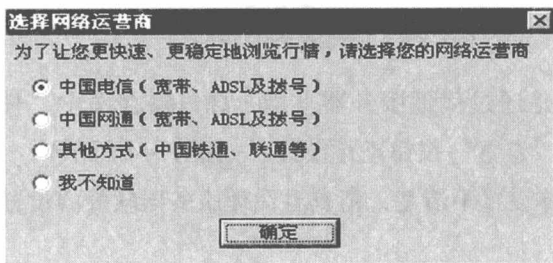 选择网络运营商
为了让您更快速、更稳定地浏览行情，请选择您的网络运营商
中国电信（宽带、ADSL及拨号）
中国网通（宽带、ADSL及拨号）
其他方式（中国铁通、联通等）
我不知道
确定